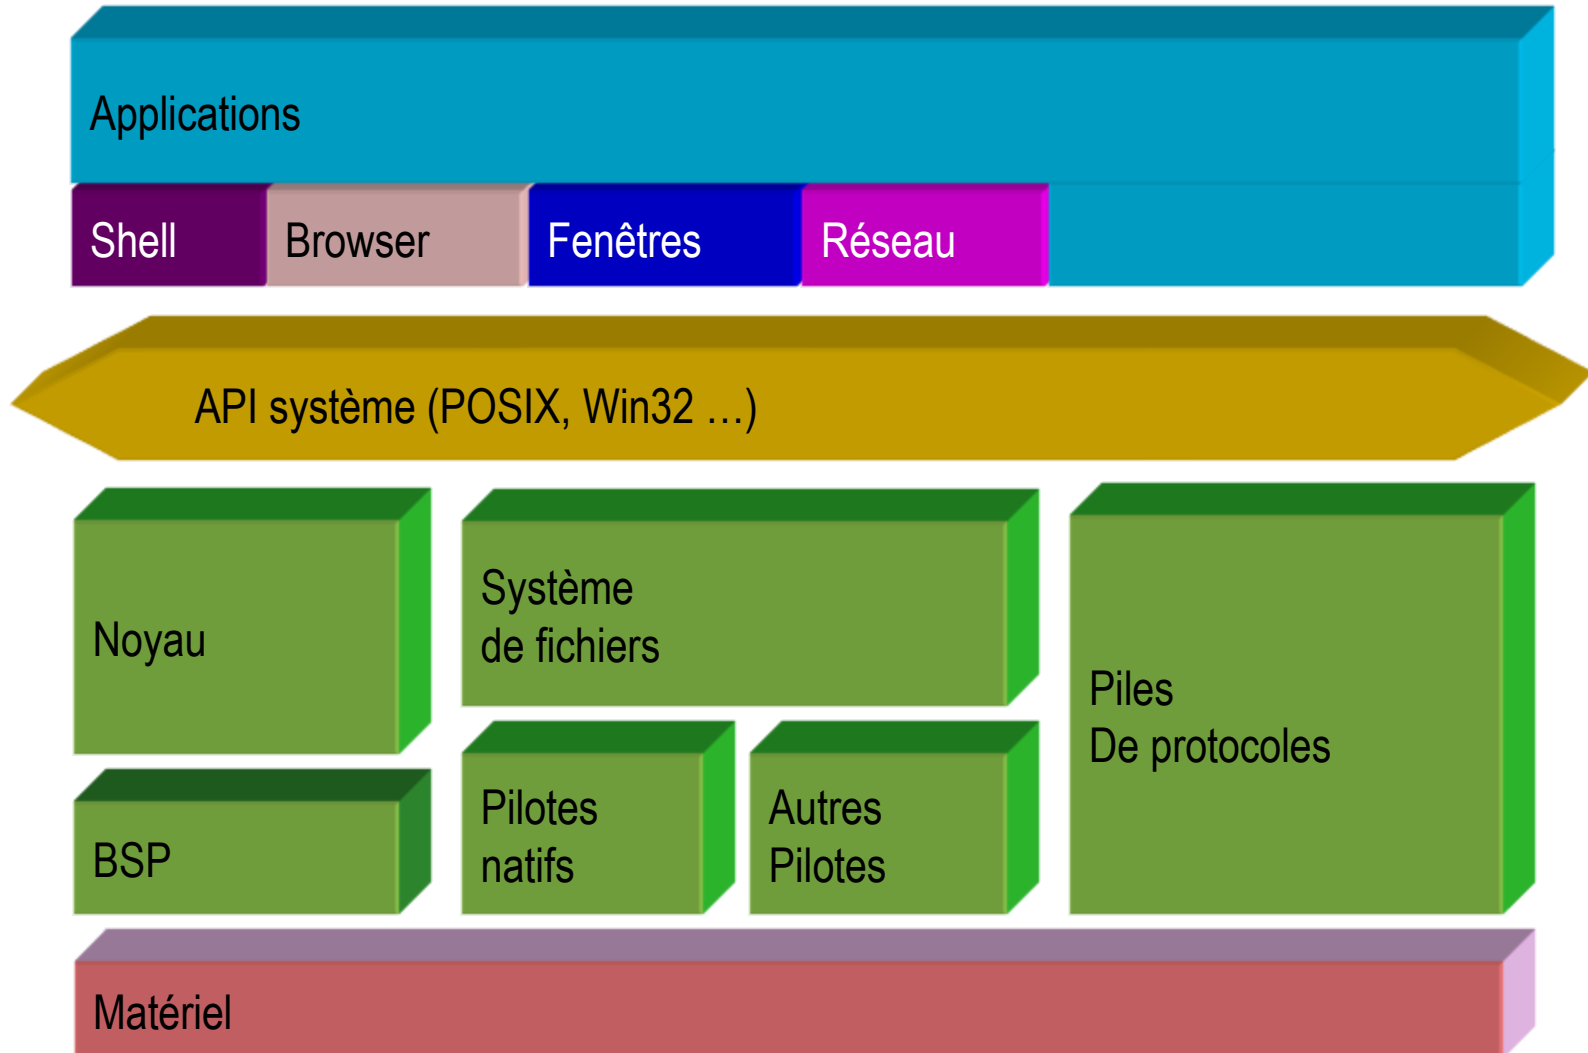 Applications
Shell
Browser
Fenêtres
Réseau
API système (POSIX, Win32 …)
Noyau
Système
de fichiers
Piles
De protocoles
BSP
Pilotes
natifs
Autres
Pilotes
Matériel